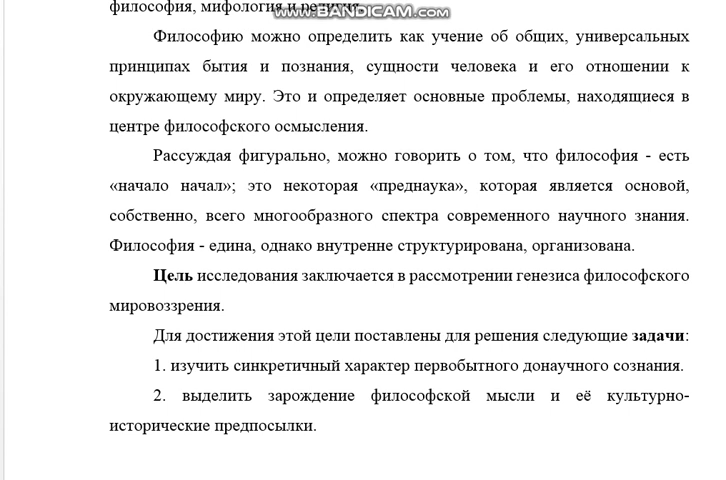 www.BANDICAM.com
философия, мифология и религия.
Философию можно определить как учение об общих, универсальных
принципах бытия и познания, сущности человека и его отношении к
окружающему миру. Это и определяет основные проблемы, находящиеся в
центре философского осмысления.
Рассуждая фигурально, можно говорить о том, что философия - есть
«начало начал»; это некоторая «преднаука», которая является основой,
собственно, всего многообразного спектра современного научного знания.
Философия - едина, однако внутренне структурирована, организована.
Цель исследования заключается в рассмотрении генезиса философского
мировоззрения.
Для достижения этой цели поставлены для решения следующие задачи:
1. изучить синкретичный характер первобытного донаучного сознания.
2. выделить зарождение философской мысли и её культурно-
исторические предпосылки.